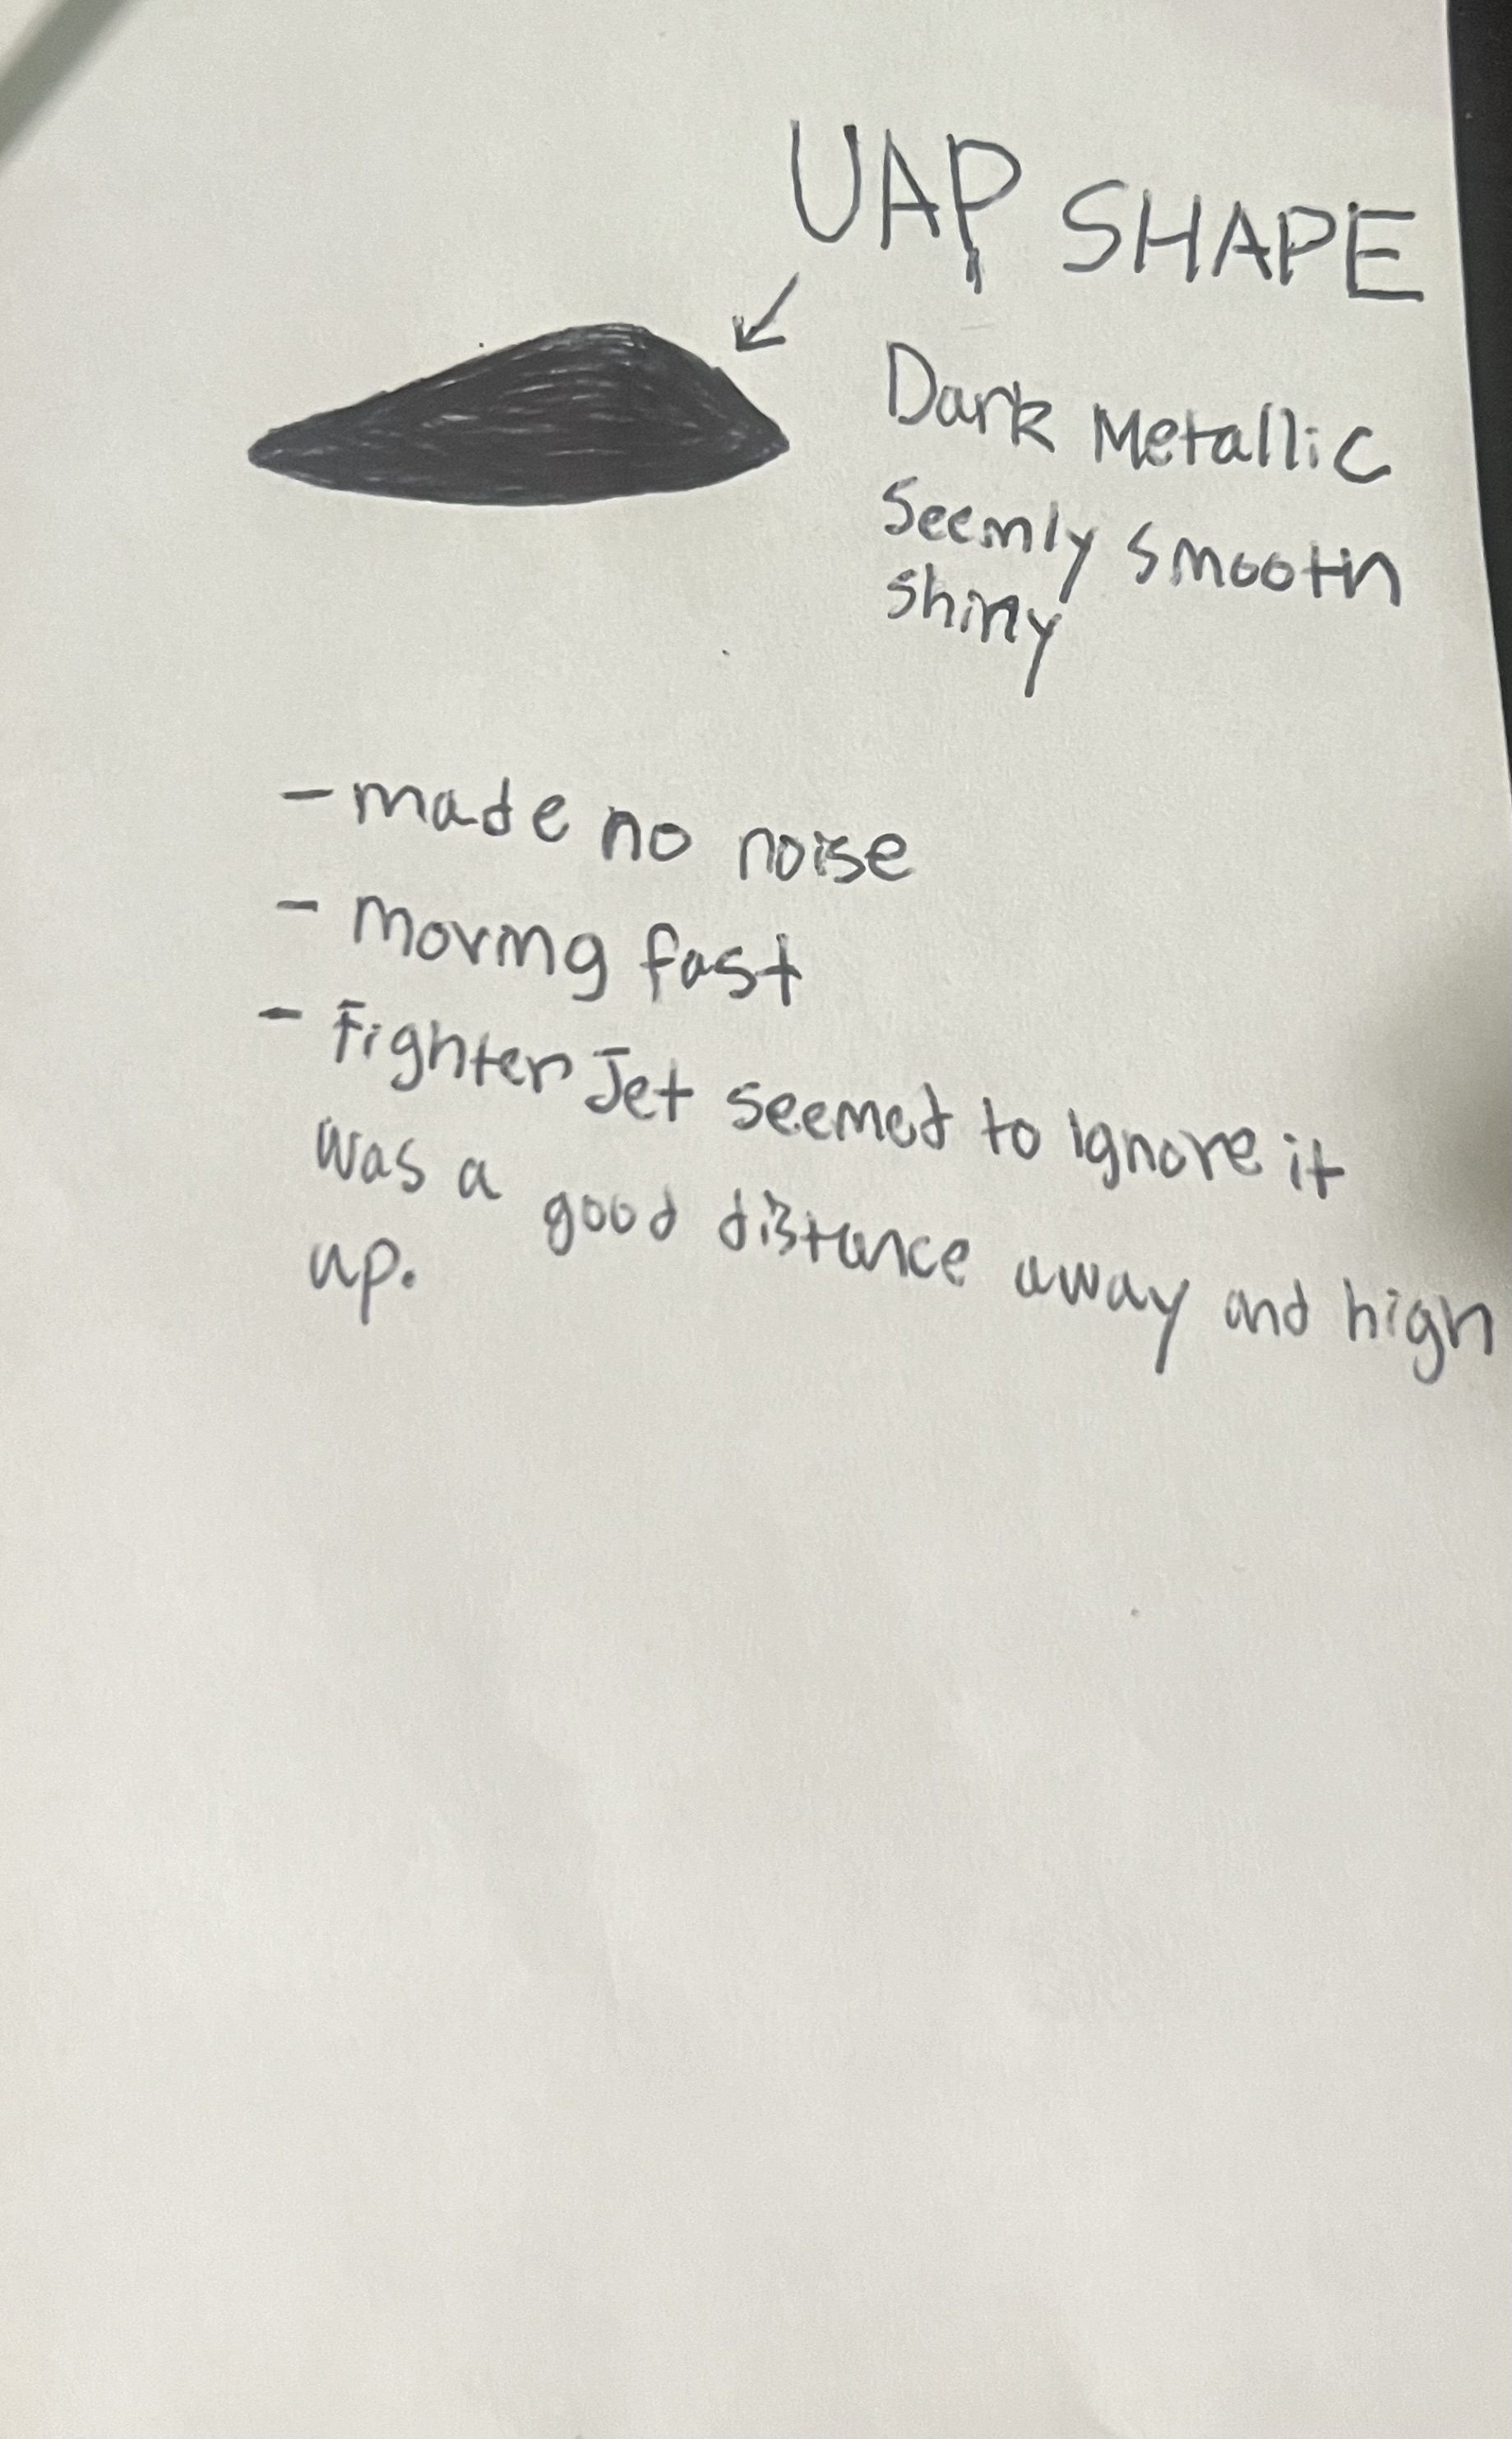 UAP SHAPE
Dark Metallic
Seemly smooth
shiny
- made no noise
- Moving fast
- Fighter Jet seemed to ignore it
was a good distance away and high
up.